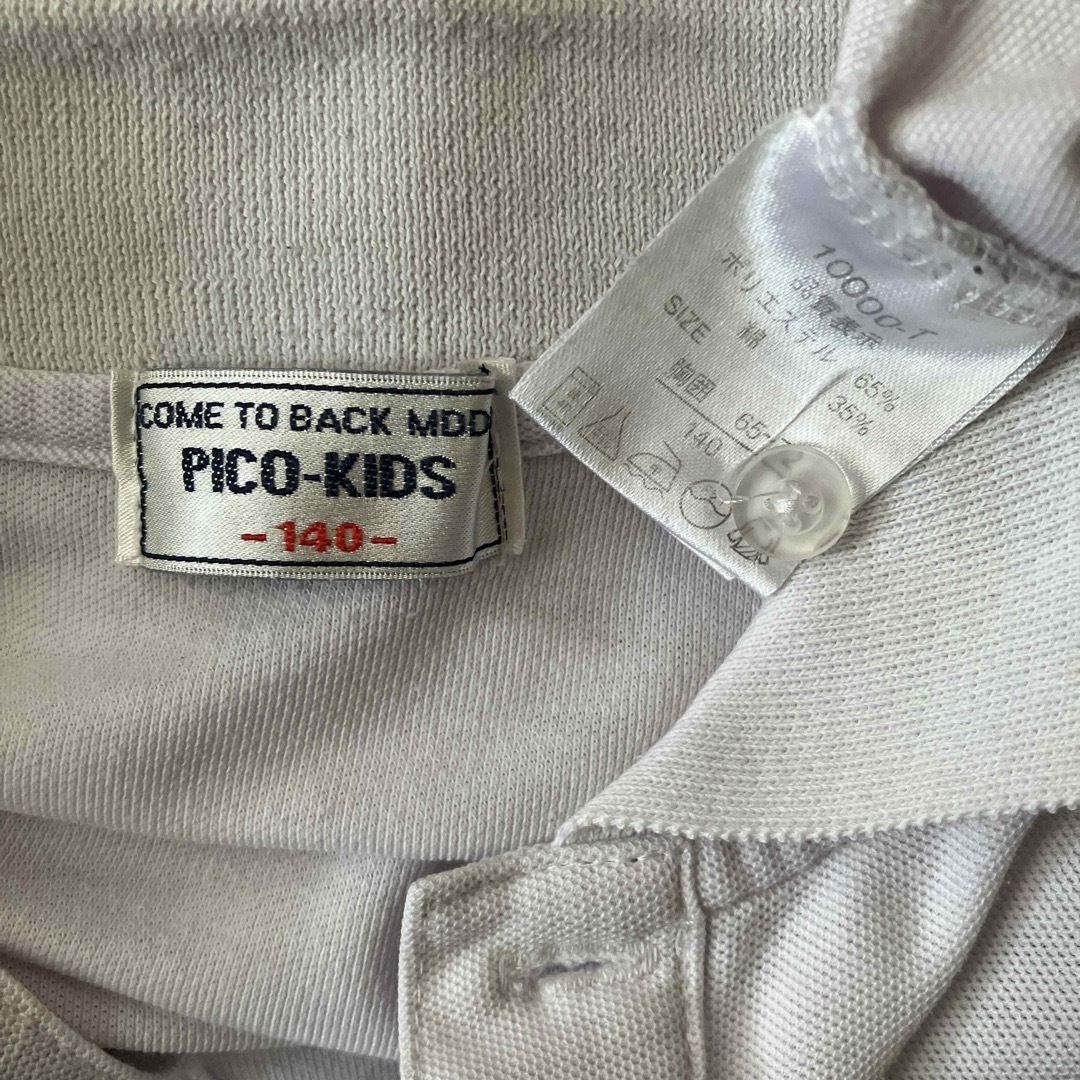 COME TO BACK MDD
PICO-KIDS
-140-
10000-T
品質表示
ポリエステル 65%
綿 35%
SIZE 胸囲 65
140